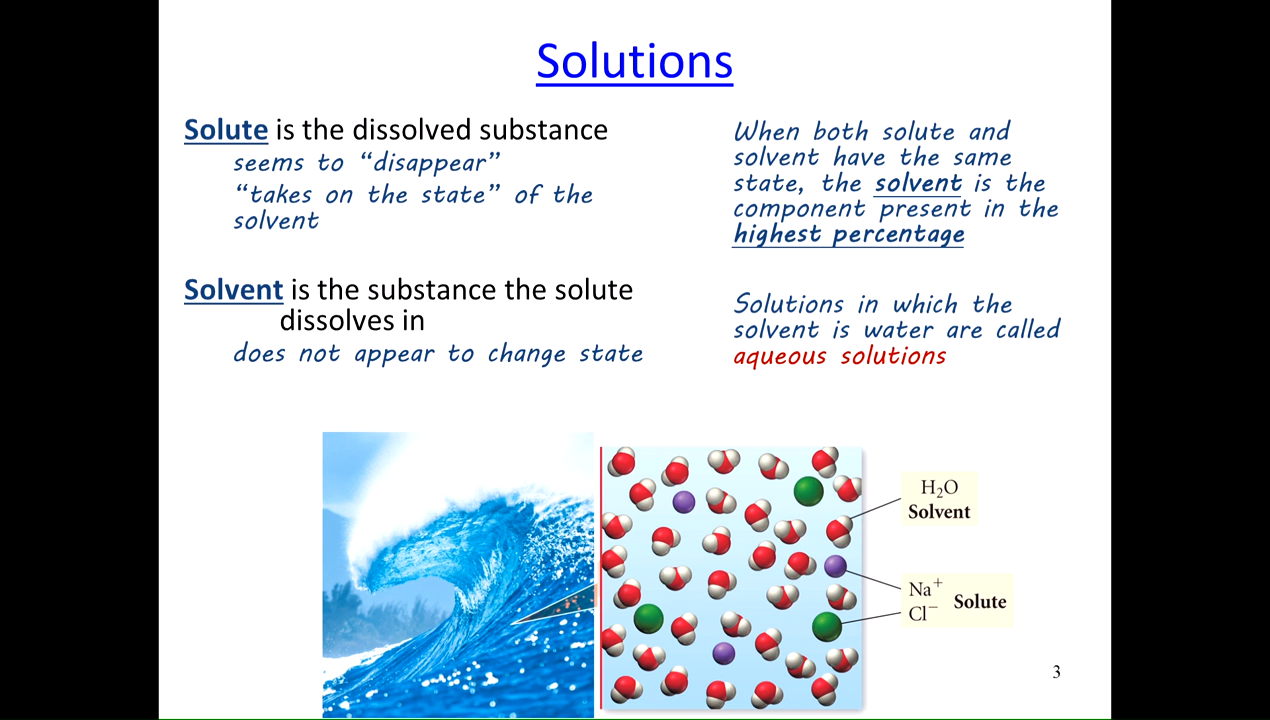 Solutions
Solute is the dissolved substance
seems to “disappear”
“takes on the state” of the
solvent
Solvent is the substance the solute
dissolves in
does not appear to change state
When both solute and
solvent have the same
state, the solvent is the
component present in the
highest percentage
Solutions in which the
solvent is water are called
aqueous solutions
H₂O
Solvent
Na⁺
Cl⁻ Solute
3